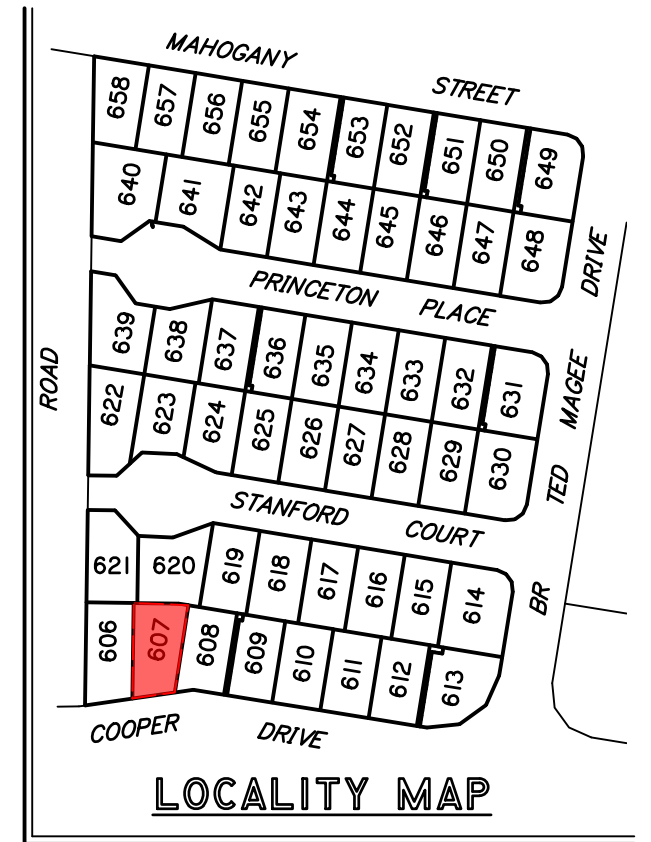 MAHOGANY STREET
658 657 656 655 654 653 652 651 650 649
640 641 642 643 644 645 646 647 648
DRIVE
PRINCETON PLACE
639 638 637 636 635 634 633 632 631
ROAD
MAGEE
622 623 624 625 626 627 628 629 630
TED
STANFORD COURT
621 620 619 618 617 616 615 614
BR
606 607 608 609 610 611 612 613
COOPER DRIVE
LOCALITY MAP